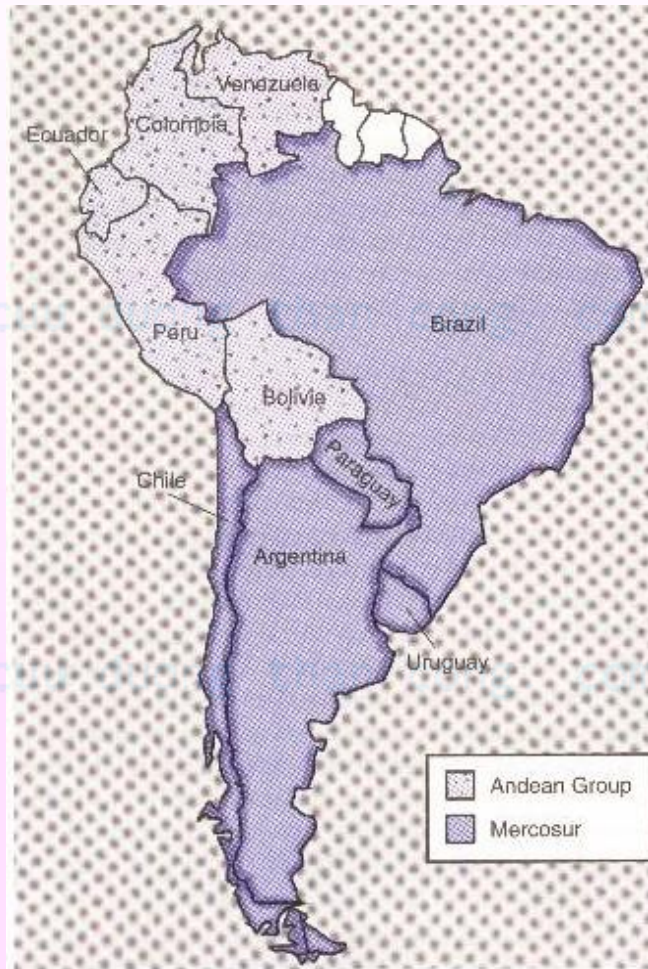 Venezuela
Colombia
Ecuador
Brazil
Peru
Bolivia
Paraguay
Chile
Argentina
Uruguay
Andean Group
Mercosur